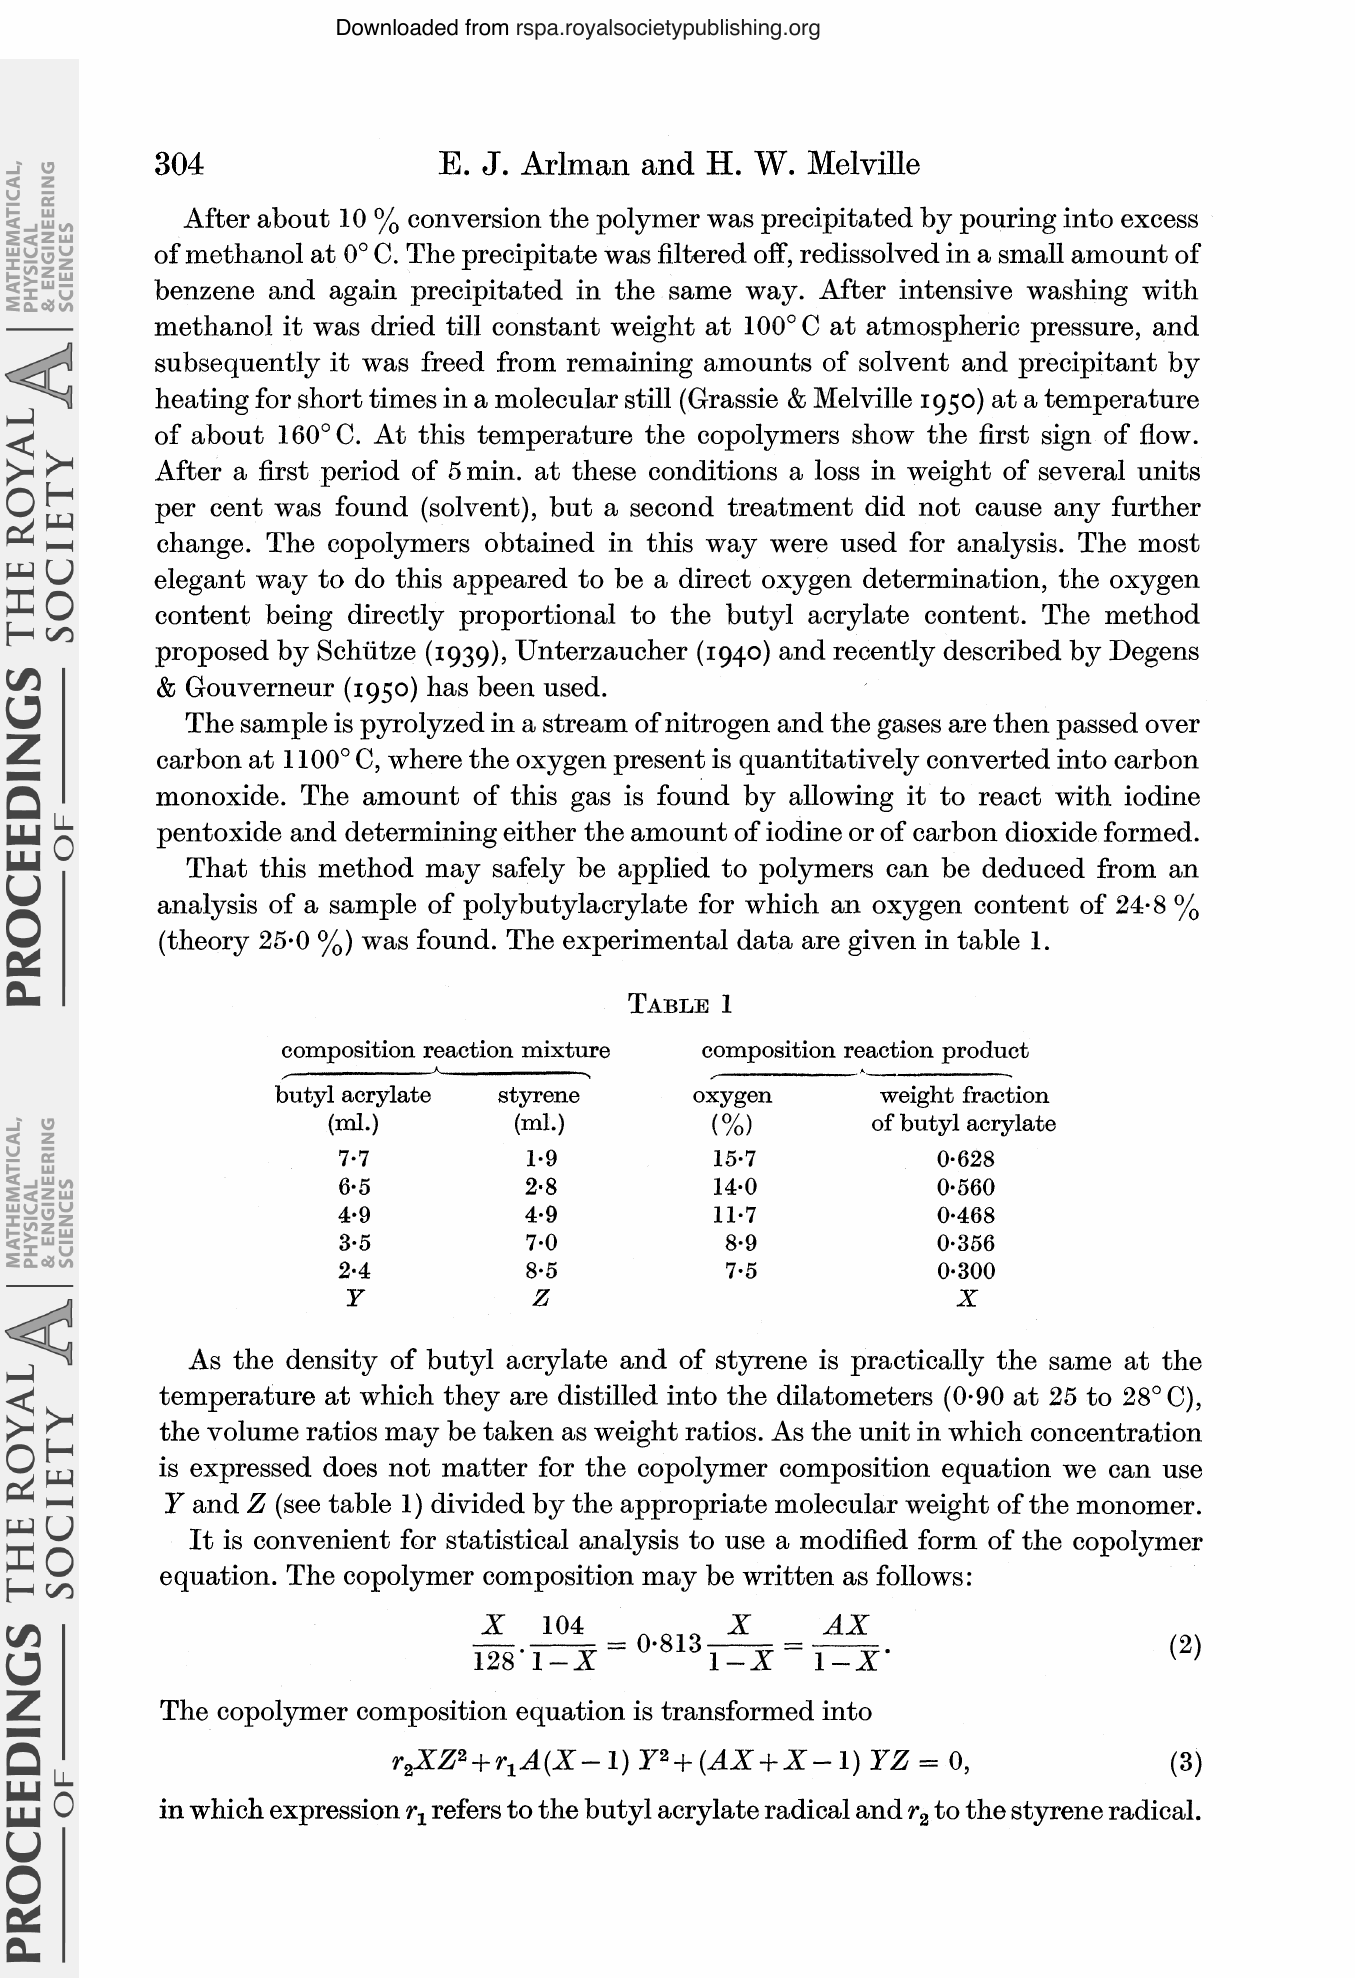 Downloaded from rspa.royalsocietypublishing.org
304 E. J. Arlman and H. W. Melville
After about 10 % conversion the polymer was precipitated by pouring into excess
of methanol at 0° C. The precipitate was filtered off, redissolved in a small amount of
benzene and again precipitated in the same way. After intensive washing with
methanol it was dried till constant weight at 100° C at atmospheric pressure, and
subsequently it was freed from remaining amounts of solvent and precipitant by
heating for short times in a molecular still (Grassie & Melville 1950) at a temperature
of about 160° C. At this temperature the copolymers show the first sign of flow.
After a first period of 5 min. at these conditions a loss in weight of several units
per cent was found (solvent), but a second treatment did not cause any further
change. The copolymers obtained in this way were used for analysis. The most
elegant way to do this appeared to be a direct oxygen determination, the oxygen
content being directly proportional to the butyl acrylate content. The method
proposed by Schütze (1939), Unterzaucher (1940) and recently described by Degens
& Gouverneur (1950) has been used.
The sample is pyrolyzed in a stream of nitrogen and the gases are then passed over
carbon at 1100° C, where the oxygen present is quantitatively converted into carbon
monoxide. The amount of this gas is found by allowing it to react with iodine
pentoxide and determining either the amount of iodine or of carbon dioxide formed.
That this method may safely be applied to polymers can be deduced from an
analysis of a sample of polybutylacrylate for which an oxygen content of 24·8 %
(theory 25·0 %) was found. The experimental data are given in table 1.
TABLE 1
composition reaction mixture composition reaction product
butyl acrylate styrene oxygen weight fraction
(ml.) (ml.) (%) of butyl acrylate
7·7 1·9 15·7 0·628
6·5 2·8 14·0 0·560
4·9 4·9 11·7 0·468
3·5 7·0 8·9 0·356
2·4 8·5 7·5 0·300
Y Z X
As the density of butyl acrylate and of styrene is practically the same at the
temperature at which they are distilled into the dilatometers (0·90 at 25 to 28° C),
the volume ratios may be taken as weight ratios. As the unit in which concentration
is expressed does not matter for the copolymer composition equation we can use
Y and Z (see table 1) divided by the appropriate molecular weight of the monomer.
It is convenient for statistical analysis to use a modified form of the copolymer
equation. The copolymer composition may be written as follows:
X/128 · 104/(1−X) = 0·813 X/(1−X) = AX/(1−X). (2)
The copolymer composition equation is transformed into
r₂XZ² + r₁A(X − 1) Y² + (AX + X − 1) YZ = 0, (3)
in which expression r₁ refers to the butyl acrylate radical and r₂ to the styrene radical.
PROCEEDINGS OF THE ROYAL SOCIETY A
MATHEMATICAL, PHYSICAL & ENGINEERING SCIENCES
PROCEEDINGS OF THE ROYAL SOCIETY A
MATHEMATICAL, PHYSICAL & ENGINEERING SCIENCES